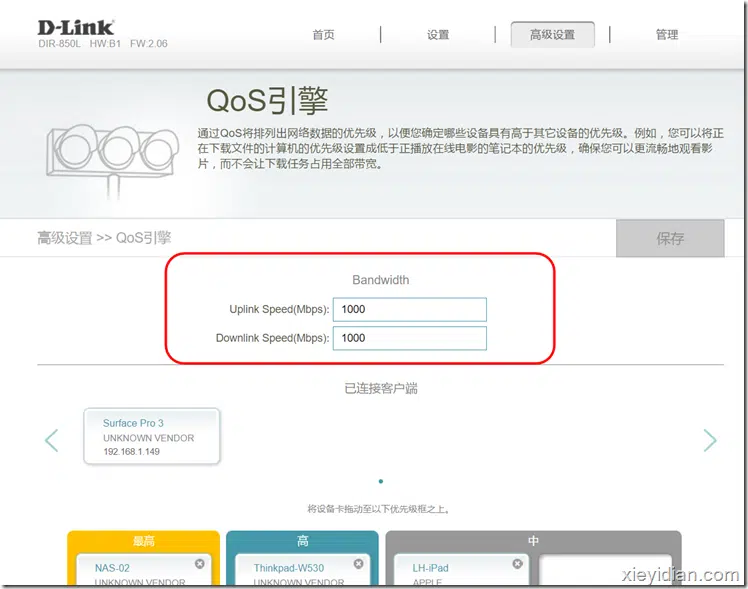 D-Link
DIR-850L HW:B1 FW:2.06
首页
设置
高级设置
管理
QoS引擎
通过QoS将排列出网络数据的优先级，以便您确定哪些设备具有高于其它设备的优先级。例如，您可以将正
在下载文件的计算机的优先级设置成低于正播放在线电影的笔记本的优先级，确保您可以更流畅地观看影
片，而不会让下载任务占用全部带宽。
高级设置 >> QoS引擎
保存
Bandwidth
Uplink Speed(Mbps): 1000
Downlink Speed(Mbps): 1000
已连接客户端
Surface Pro 3
UNKNOWN VENDOR
192.168.1.149
将设备卡拖动至以下优先级框之上。
最高
高
中
NAS-02
Thinkpad-W530
LH-iPad
UNKNOWN VENDOR
UNKNOWN VENDOR
APPLE
xieyidian.com